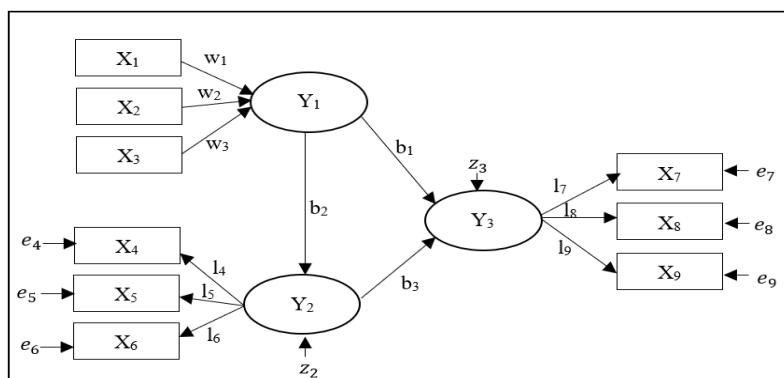 X₁
w₁
X₂
w₂
Y₁
X₃
w₃
b₁
z₃
l₇
X₇
e₇
b₂
Y₃
l₈
X₈
e₈
l₉
X₉
e₉
e₄
X₄
l₄
b₃
e₅
X₅
l₅
Y₂
e₆
X₆
l₆
z₂